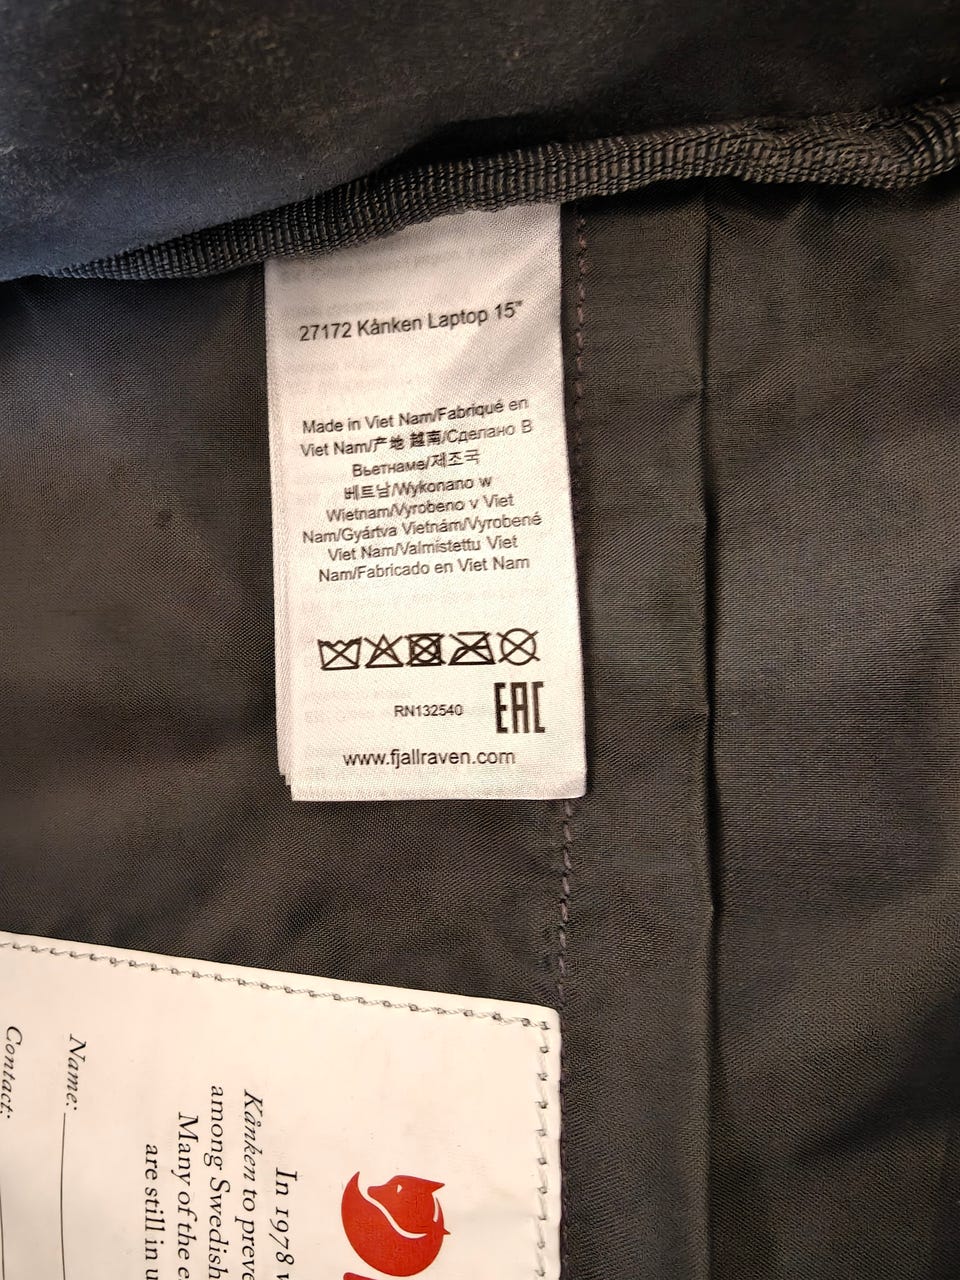 27172 Kånken Laptop 15"
Made in Viet Nam/Fabriqué en
Viet Nam/产地 越南/Сделано В
Вьетнаме/제조국
베트남/Wykonano w
Wietnam/Vyrobeno v Viet
Nam/Gyártva Vietnám/Vyrobené
Viet Nam/Valmistettu Viet
Nam/Fabricado en Viet Nam
RN132540
EAC
www.fjallraven.com
In 1978
Kånken to
among Swedish
Many of the
are still in
Name:
Contact: